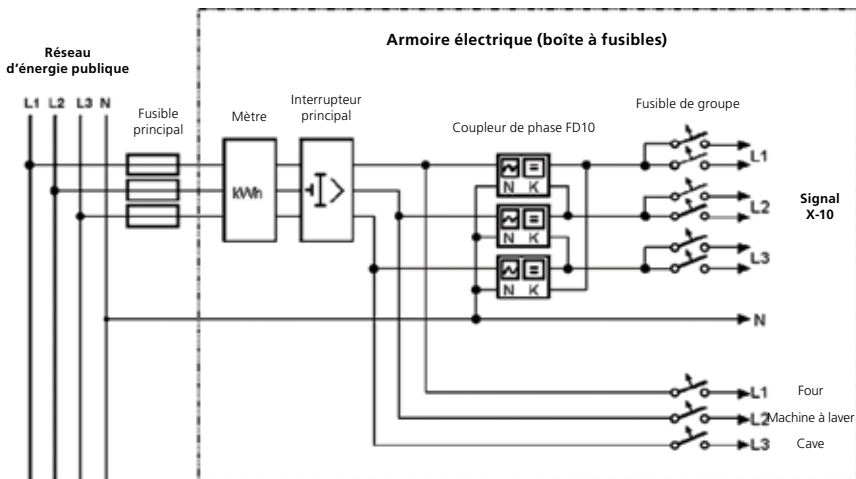 Armoire électrique (boîte à fusibles)
Réseau
d'énergie publique
L1 L2 L3 N
Fusible
principal
Mètre
Interrupteur
principal
Coupleur de phase FD10
Fusible de groupe
kWh
N K
N K
N K
L1
L2
L3
Signal
X-10
N
L1 Four
L2 Machine à laver
L3 Cave